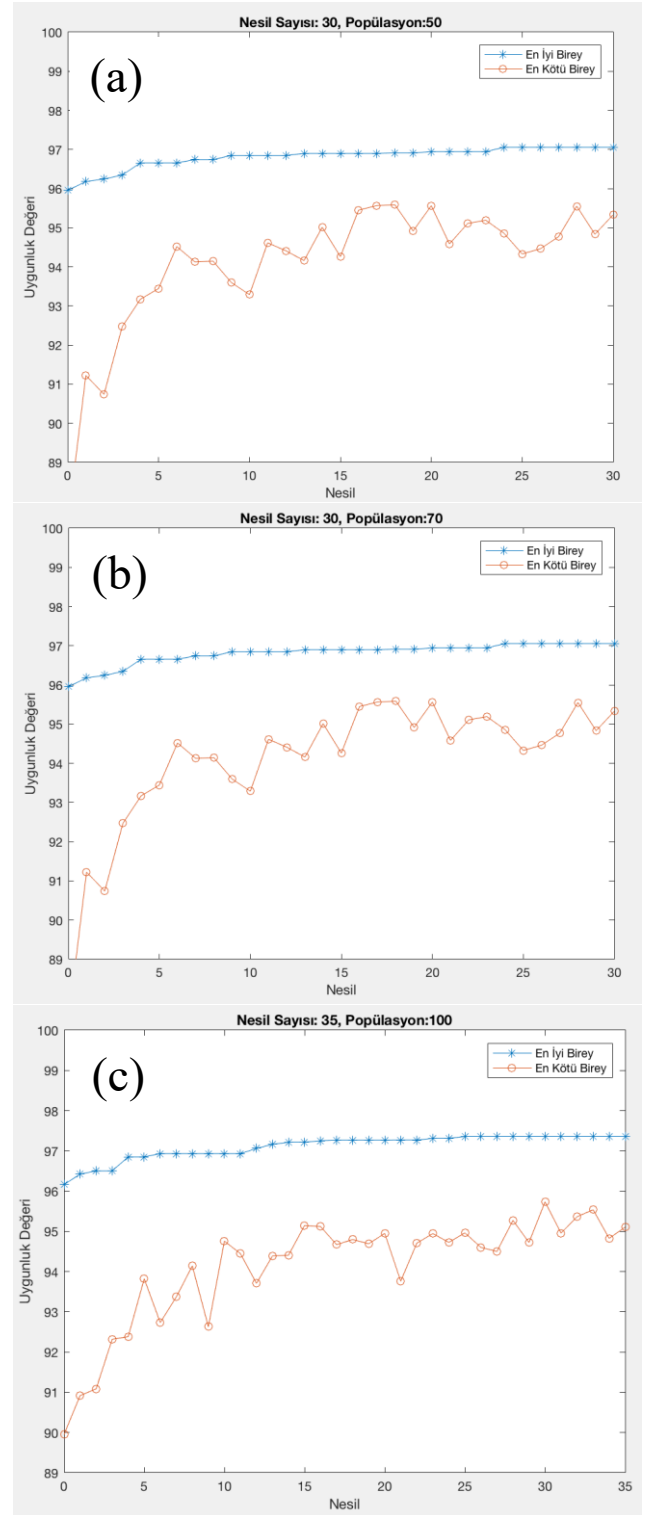 Nesil Sayısı: 30, Popülasyon:50
(a)
En İyi Birey
En Kötü Birey
Uygunluk Değeri
100
99
98
97
96
95
94
93
92
91
90
89
0 5 10 15 20 25 30
Nesil
Nesil Sayısı: 30, Popülasyon:70
(b)
En İyi Birey
En Kötü Birey
Uygunluk Değeri
100
99
98
97
96
95
94
93
92
91
90
89
0 5 10 15 20 25 30
Nesil
Nesil Sayısı: 35, Popülasyon:100
(c)
En İyi Birey
En Kötü Birey
Uygunluk Değeri
100
99
98
97
96
95
94
93
92
91
90
89
0 5 10 15 20 25 30 35
Nesil